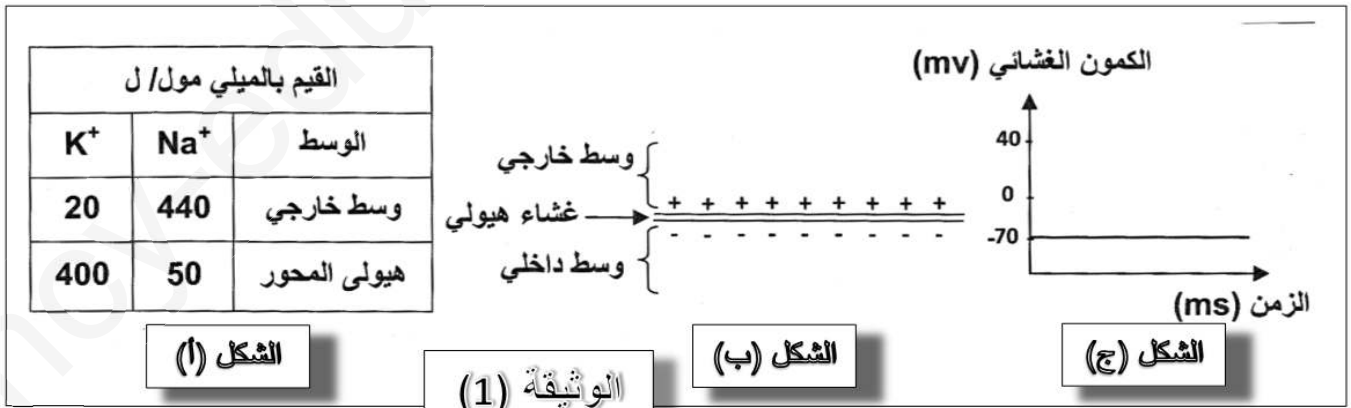 القيم بالميلي مول/ ل
الوسط Na⁺ K⁺
وسط خارجي 440 20
هيولى المحور 50 400
الشكل (أ)
وسط خارجي
+ + + + + + + + +
غشاء هيولي
- - - - - - - - -
وسط داخلي
الشكل (ب)
الكمون الغشائي (mv)
40
0
-70
الزمن (ms)
الشكل (ج)
الوثيقة (1)